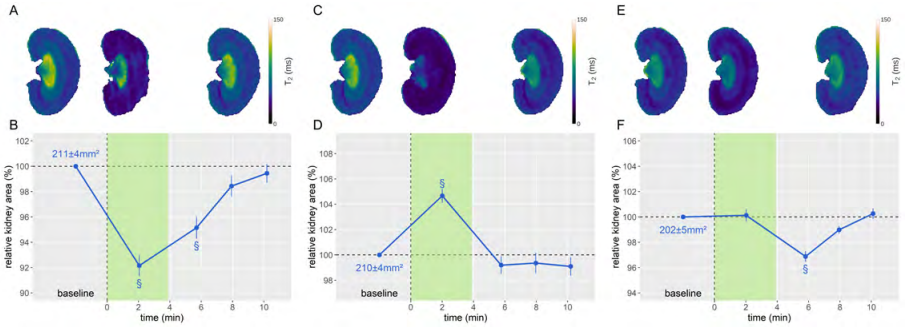 A
150
T₂ (ms)
0
C
150
T₂ (ms)
0
E
150
T₂ (ms)
0
B
relative kidney area (%)
102
100
98
96
94
92
90
211±4mm²
§
§
baseline
0
2
4
6
8
10
time (min)
D
relative kidney area (%)
108
106
104
102
100
98
210±4mm²
§
baseline
0
2
4
6
8
10
time (min)
F
relative kidney area (%)
106
104
102
100
98
96
94
202±5mm²
§
baseline
0
2
4
6
8
10
time (min)